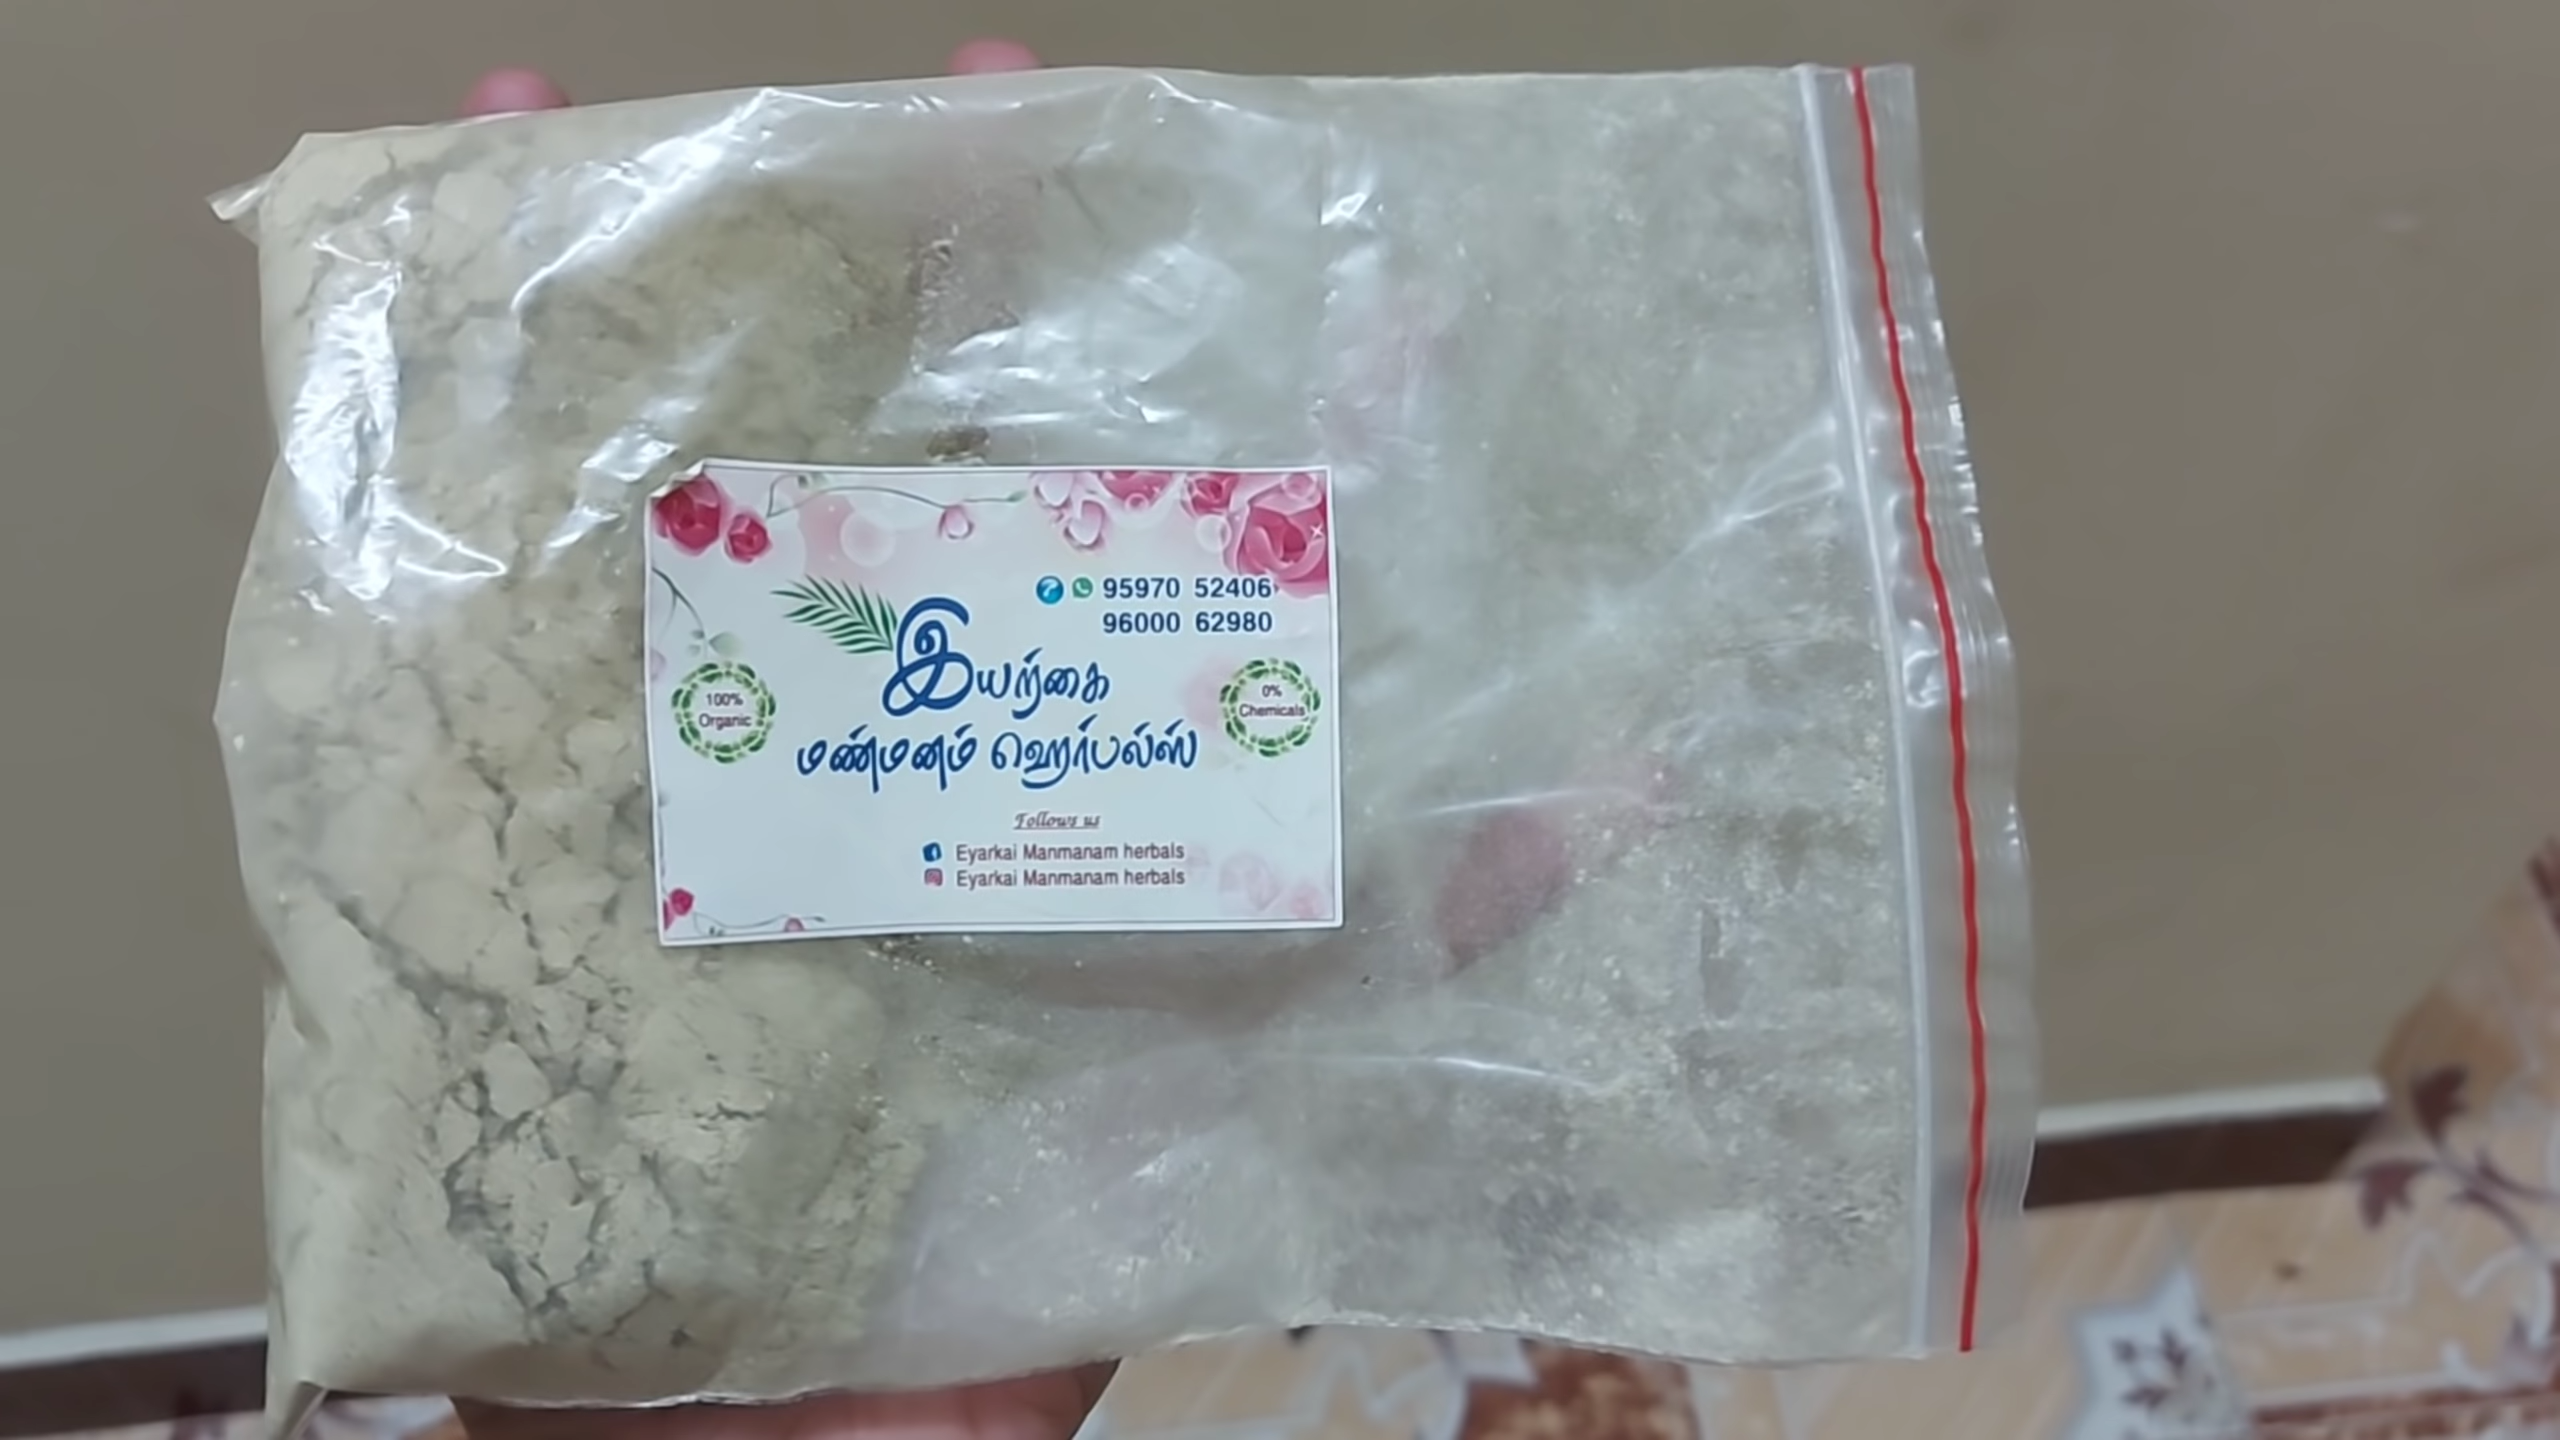 95970 52406
96000 62980
இயற்கை
மண்மனம் ஹெர்பல்ஸ்
100%
Organic
0%
Chemicals
Follows us
Eyarkai Manmanam herbals
Eyarkai Manmanam herbals